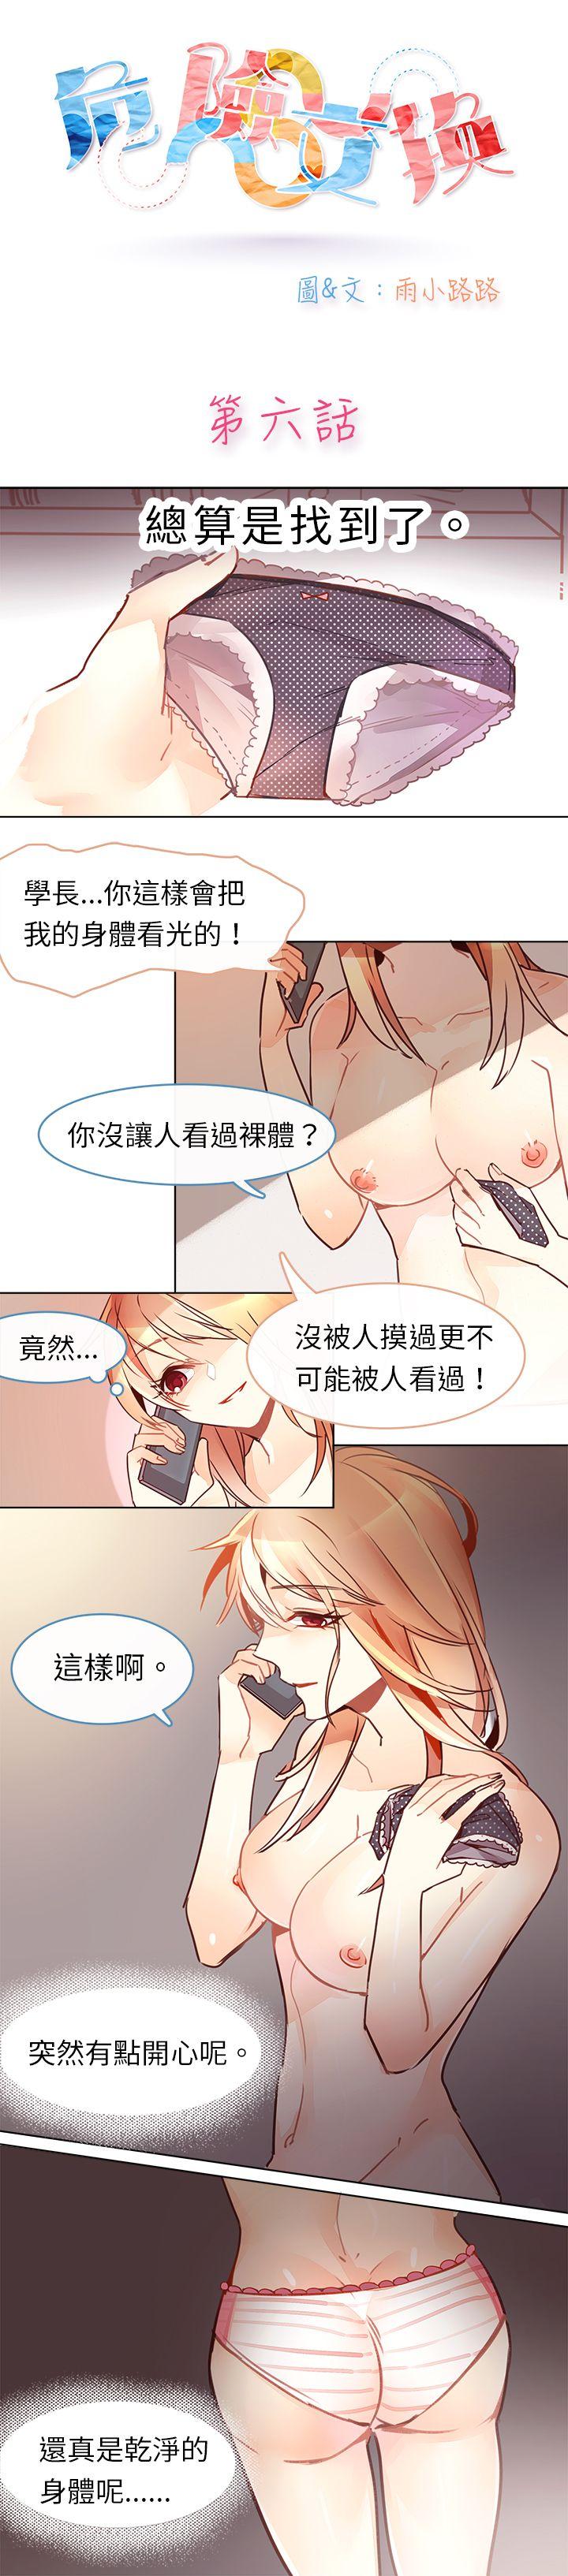 危險交換
圖&文：雨小路路
第六話
總算是找到了。
學長...你這樣會把
我的身體看光的！
你沒讓人看過裸體？
沒被人摸過更不
可能被人看過！
竟然...
這樣啊。
突然有點開心呢。
還真是乾淨的
身體呢......